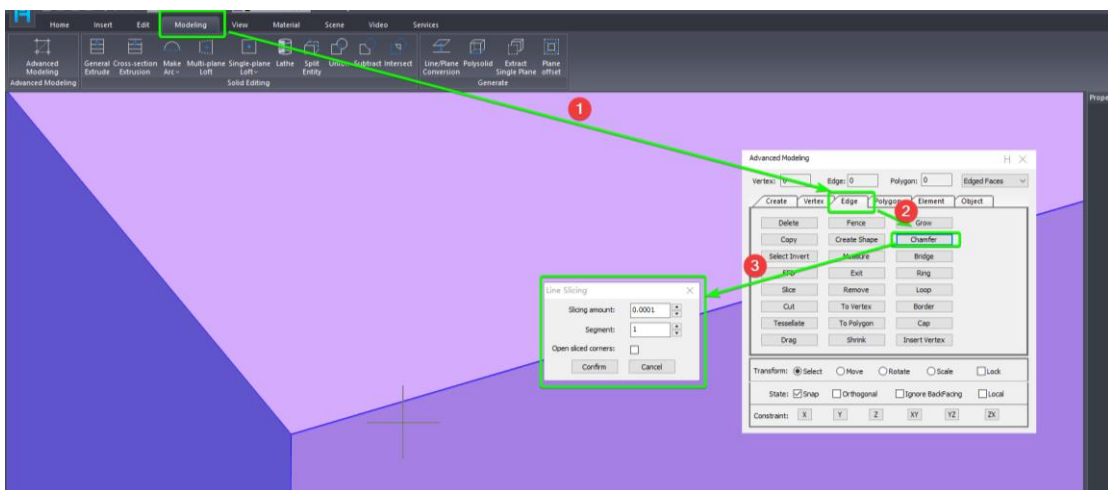 H
Home Insert Edit Modeling View Material Scene Video Services
Advanced Modeling General Extrude Cross-section Extrusion Make Arc Multi-plane Loft Single-plane Loft Lathe Split Entity Union Subtract Intersect Line/Plane Conversion Polysolid Extract Single Plane Plane offset
Advanced Modeling Solid Editing Generate
Prope
1
Advanced Modeling H
Vertex: 0 Edge: 0 Polygon: 0 Edged Faces
Create Vertex Edge Polygon Element Object
2
Delete Fence Grow
Copy Create Shape Chamfer
Select Invert Measure Bridge
3
Exit Ring
Slice Remove Loop
Cut To Vertex Border
Tessellate To Polygon Cap
Drag Shrink Insert Vertex
Transform: Select Move Rotate Scale Lock
State: Snap Orthogonal Ignore BackFacing Local
Constraint: X Y Z XY YZ ZX
Line Slicing
Slicing amount: 0.0001
Segment: 1
Open sliced corners:
Confirm Cancel